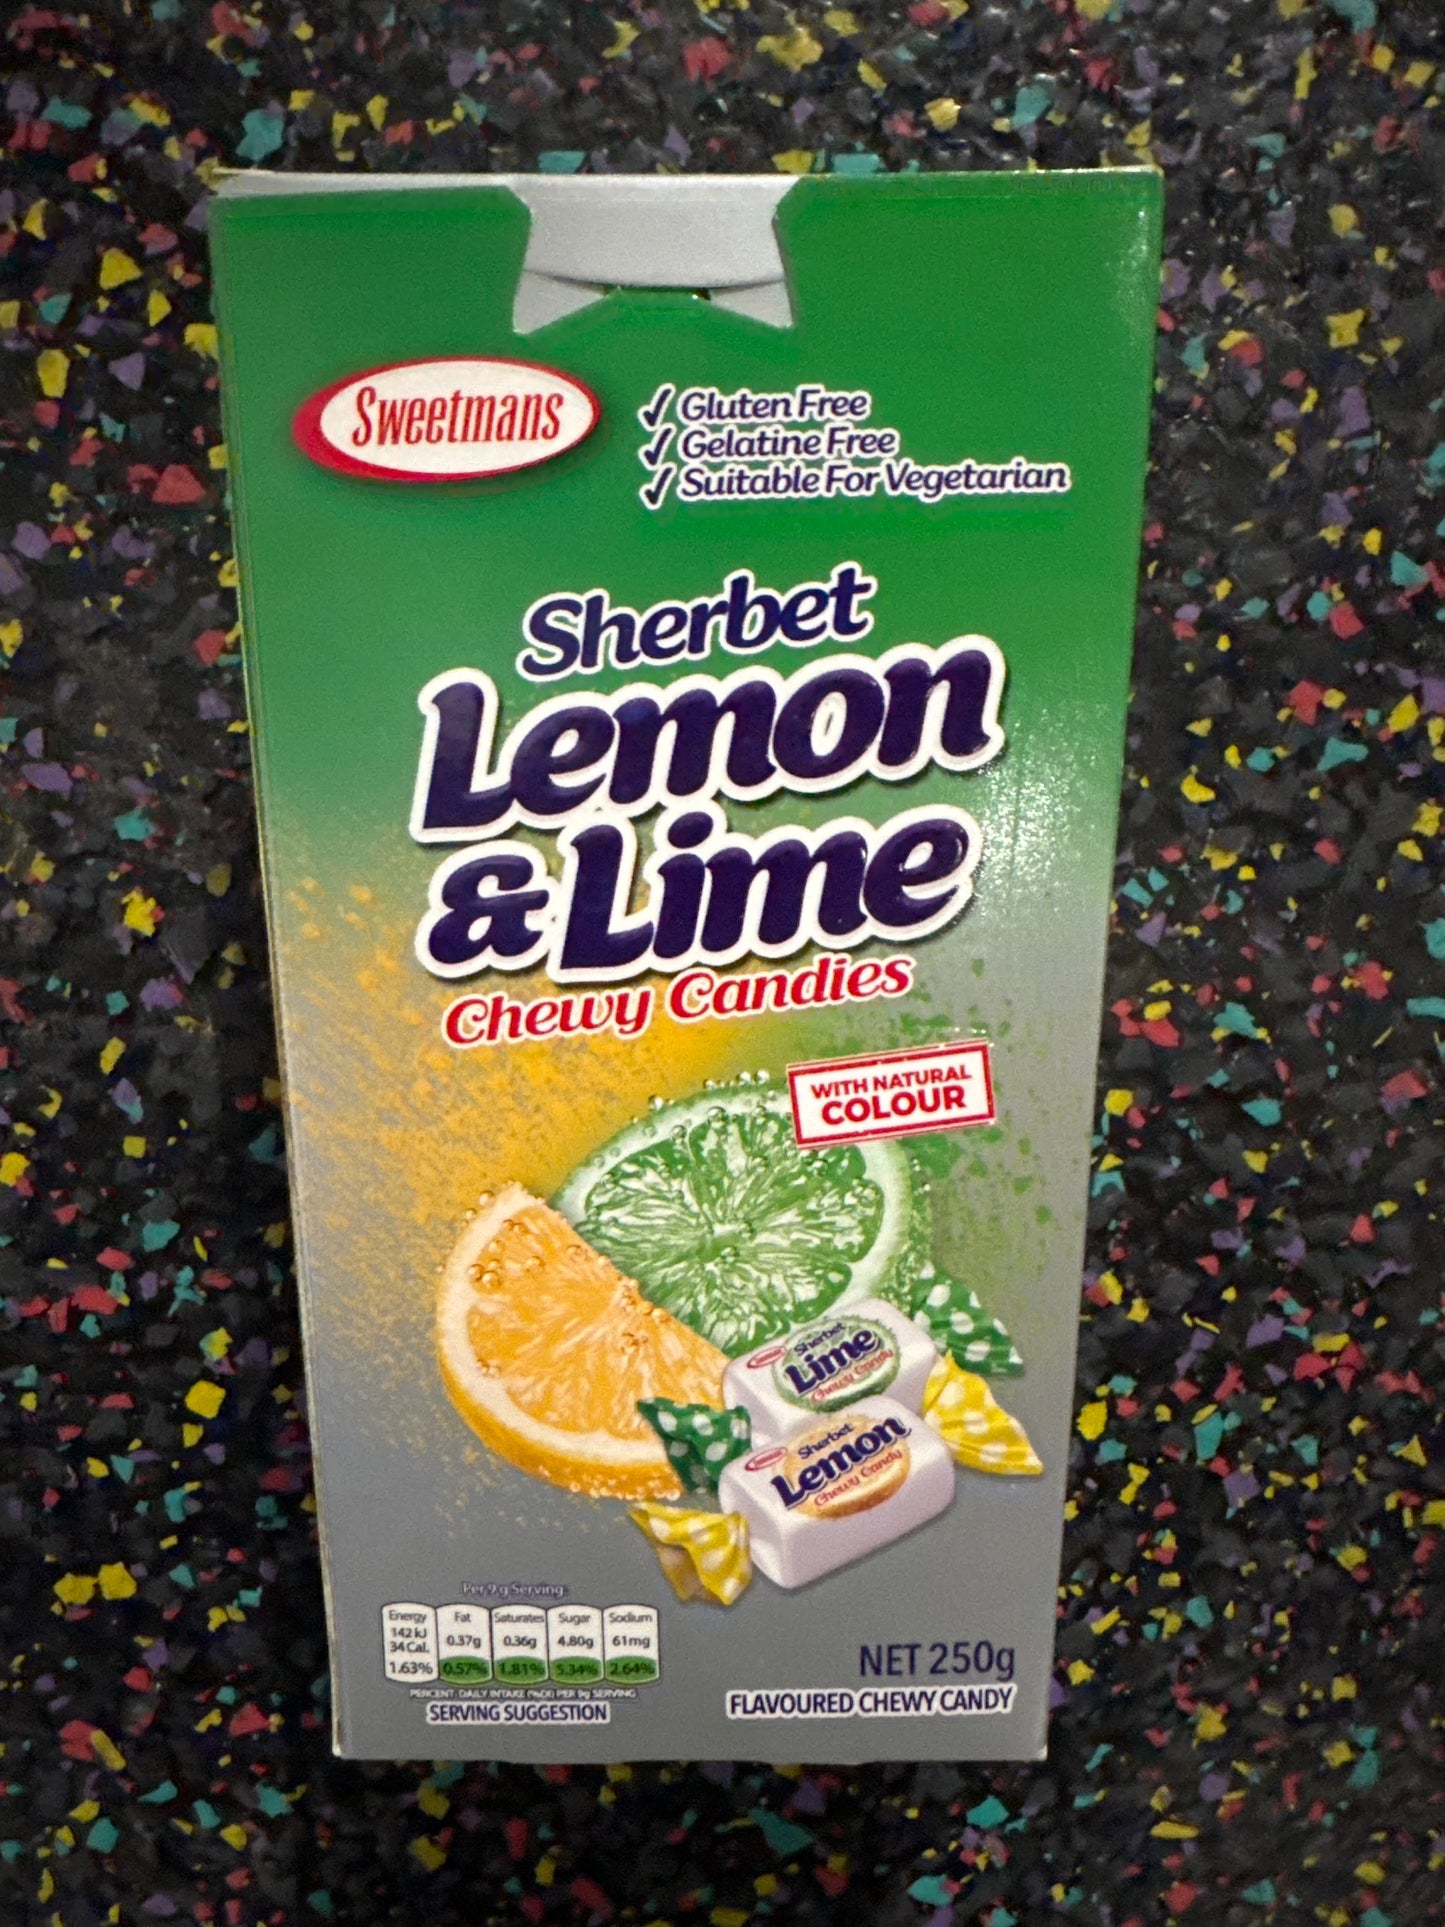 Sweetmans
✓ Gluten Free
✓ Gelatine Free
✓ Suitable For Vegetarian
Sherbet
Lemon
& Lime
Chewy Candies
WITH NATURAL
COLOUR
Sherbet
Lime
Chewy Candy
Sherbet
Lemon
Chewy Candy
Per 9 g Serving:
Energy Fat Saturates Sugar Sodium
142 kJ
34 Cal. 0.37g 0.36g 4.80g 61mg
1.63% 0.57% 1.81% 5.34% 2.64%
PERCENT DAILY INTAKE (%DI) PER 9g SERVING
SERVING SUGGESTION
NET 250g
FLAVOURED CHEWY CANDY